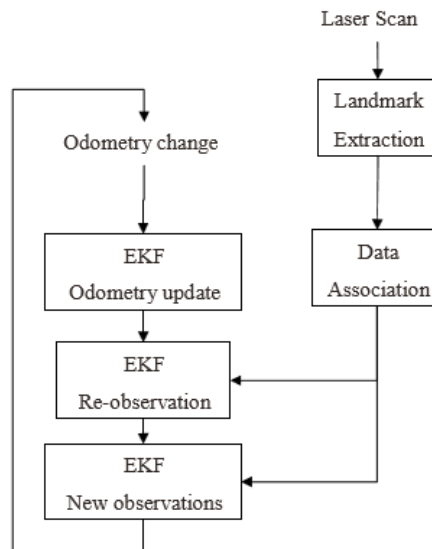 Laser Scan
Landmark
Extraction
Odometry change
EKF
Odometry update
Data
Association
EKF
Re-observation
EKF
New observations